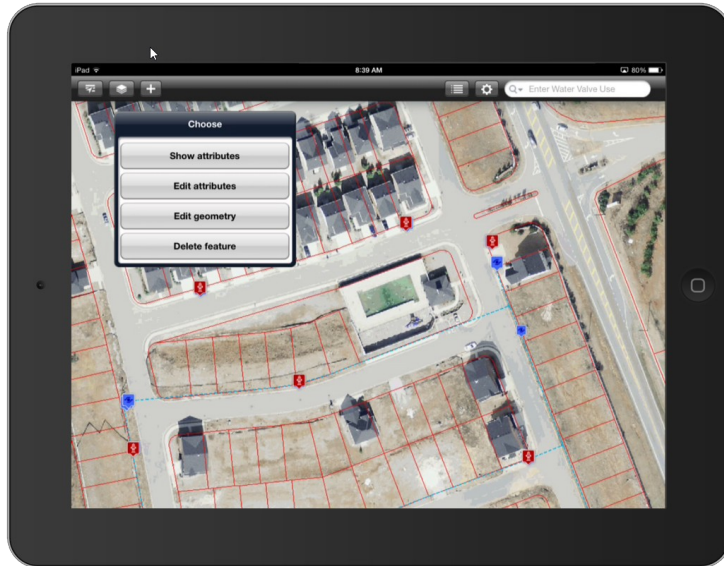 iPad
8:39 AM
80%
Enter Water Valve Use
Choose
Show attributes
Edit attributes
Edit geometry
Delete feature